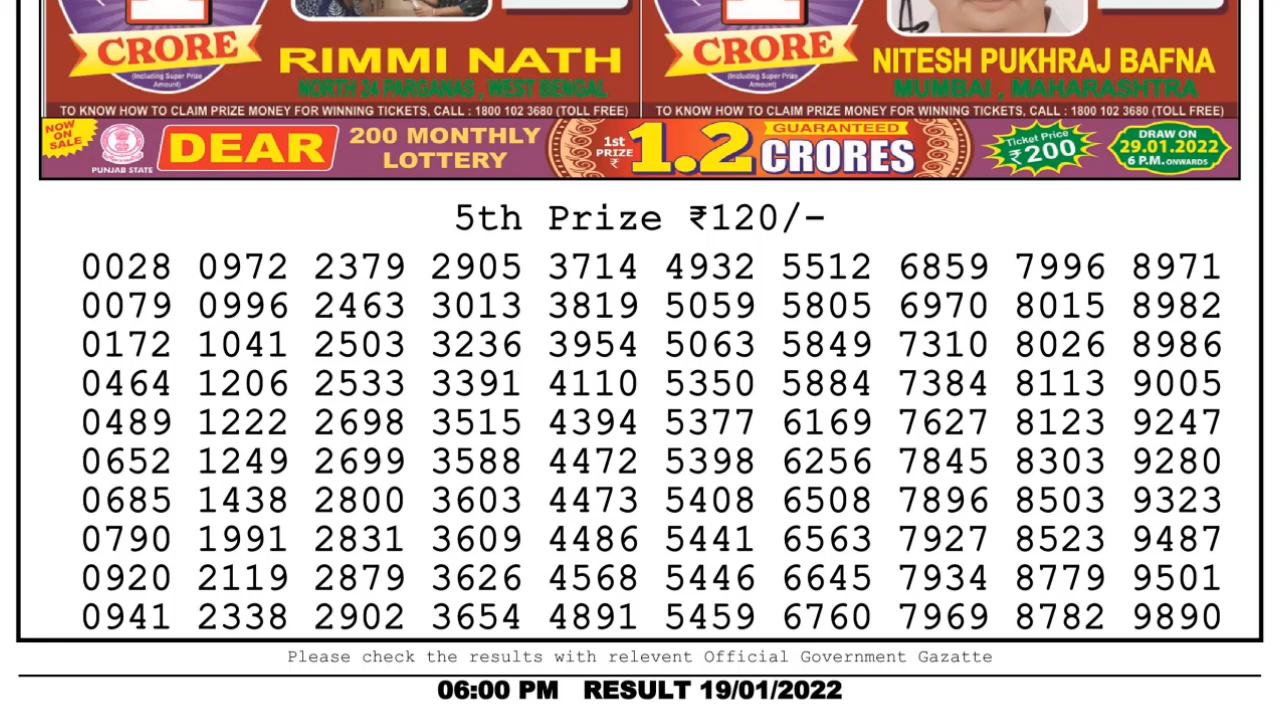 CRORE
(Including Super Prize Amount)
RIMMI NATH
NORTH 24 PARGANAS, WEST BENGAL
TO KNOW HOW TO CLAIM PRIZE MONEY FOR WINNNG TICKETS, CALL : 1800 102 3680 (TOLL FREE)
CRORE
(Including Super Prize Amount)
NITESH PUKHRAJ BAFNA
MUMBAI , MAHARASHTRA
TO KNOW HOW TO CLAIM PRIZE MONEY FOR WINNING TICKETS, CALL : 1800 102 3680 (TOLL FREE)
NOW ON SALE
PUNJAB STATE
DEAR
200 MONTHLY
LOTTERY
1st PRIZE ₹
1.2
GUARANTEED
CRORES
Ticket Price
₹200
DRAW ON
29.01.2022
6 P.M. ONWARDS
5th Prize ₹120/-
0028 0972 2379 2905 3714 4932 5512 6859 7996 8971
0079 0996 2463 3013 3819 5059 5805 6970 8015 8982
0172 1041 2503 3236 3954 5063 5849 7310 8026 8986
0464 1206 2533 3391 4110 5350 5884 7384 8113 9005
0489 1222 2698 3515 4394 5377 6169 7627 8123 9247
0652 1249 2699 3588 4472 5398 6256 7845 8303 9280
0685 1438 2800 3603 4473 5408 6508 7896 8503 9323
0790 1991 2831 3609 4486 5441 6563 7927 8523 9487
0920 2119 2879 3626 4568 5446 6645 7934 8779 9501
0941 2338 2902 3654 4891 5459 6760 7969 8782 9890
Please check the results with relevent Official Government Gazatte
06:00 PM RESULT 19/01/2022